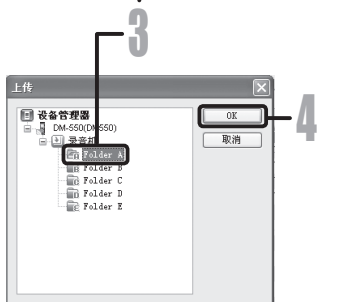 3
上传
设备管理器
DM-550(DM550)
录音机
Folder A
Folder B
Folder C
Folder D
Folder E
OK
取消
4